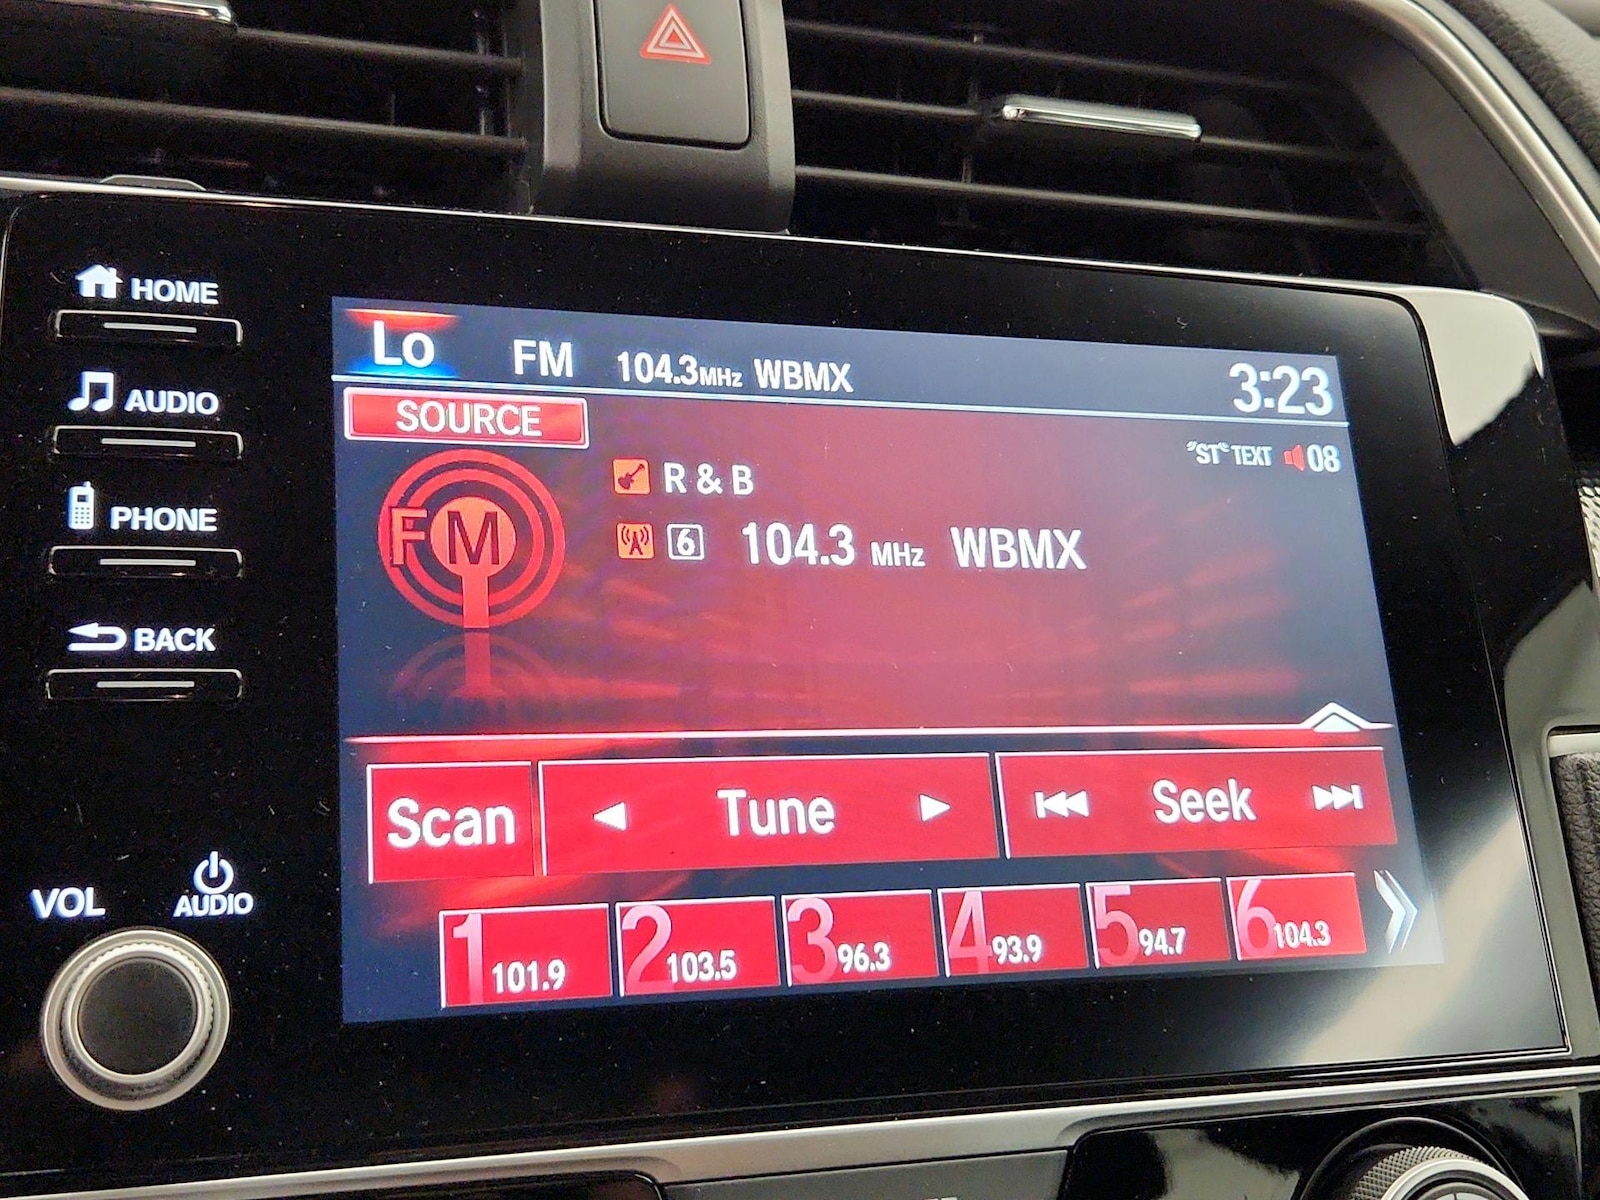 HOME
AUDIO
PHONE
BACK
VOL
AUDIO
Lo FM 104.3 MHz WBMX 3:23
SOURCE
"ST" TEXT 08
FM
R & B
6 104.3 MHz WBMX
Scan Tune Seek
1 101.9 2 103.5 3 96.3 4 93.9 5 94.7 6 104.3